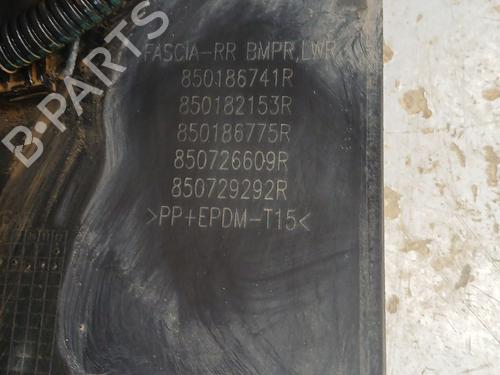 FASCIA-RR BMPR,LWR
850186741R
850182153R
850186775R
850726609R
850729292R
>PP+EPDM-T15<
B-PARTS